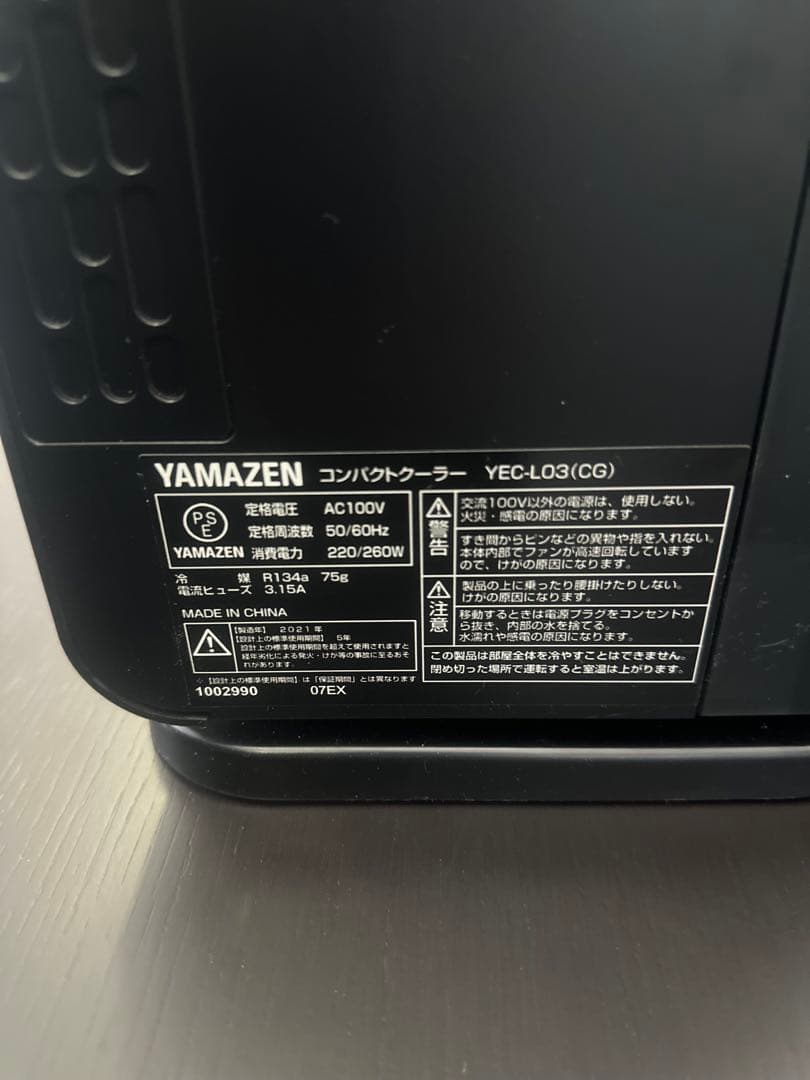 YAMAZEN コンパクトクーラー YEC-L03(CG)
PSE
YAMAZEN
定格電圧 AC100V
定格周波数 50/60Hz
消費電力 220/260W
冷媒 R134a 75g
電流ヒューズ 3.15A
MADE IN CHINA
【製造年】 2021年
【設計上の標準使用期間】 5年
設計上の標準使用期間を超えて使用されますと
経年劣化による発火・けが等の事故に至るおそ
れがあります。
※【設計上の標準使用期間】は「保証期間」とは異なります
1002990 07EX
警告
交流100V以外の電源は、使用しない。
火災・感電の原因になります。
すき間からピンなどの異物や指を入れない。
本体内部でファンが高速回転しています
ので、けがの原因になります。
注意
製品の上に乗ったり腰掛けたりしない。
けがの原因になります。
移動するときは電源プラグをコンセントか
ら抜き、内部の水を捨てる。
水漏れや感電の原因になります。
この製品は部屋全体を冷やすことはできません。
閉め切った場所で運転すると室温は上がります。